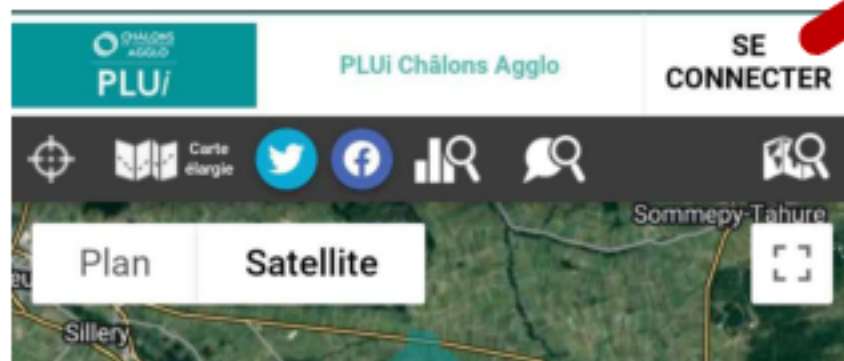 CHÂLONS
AGGLO
PLUi
PLUi Châlons Agglo
SE
CONNECTER
Carte
élargie
Sommepy-Tahure
Plan
Satellite
Sillery